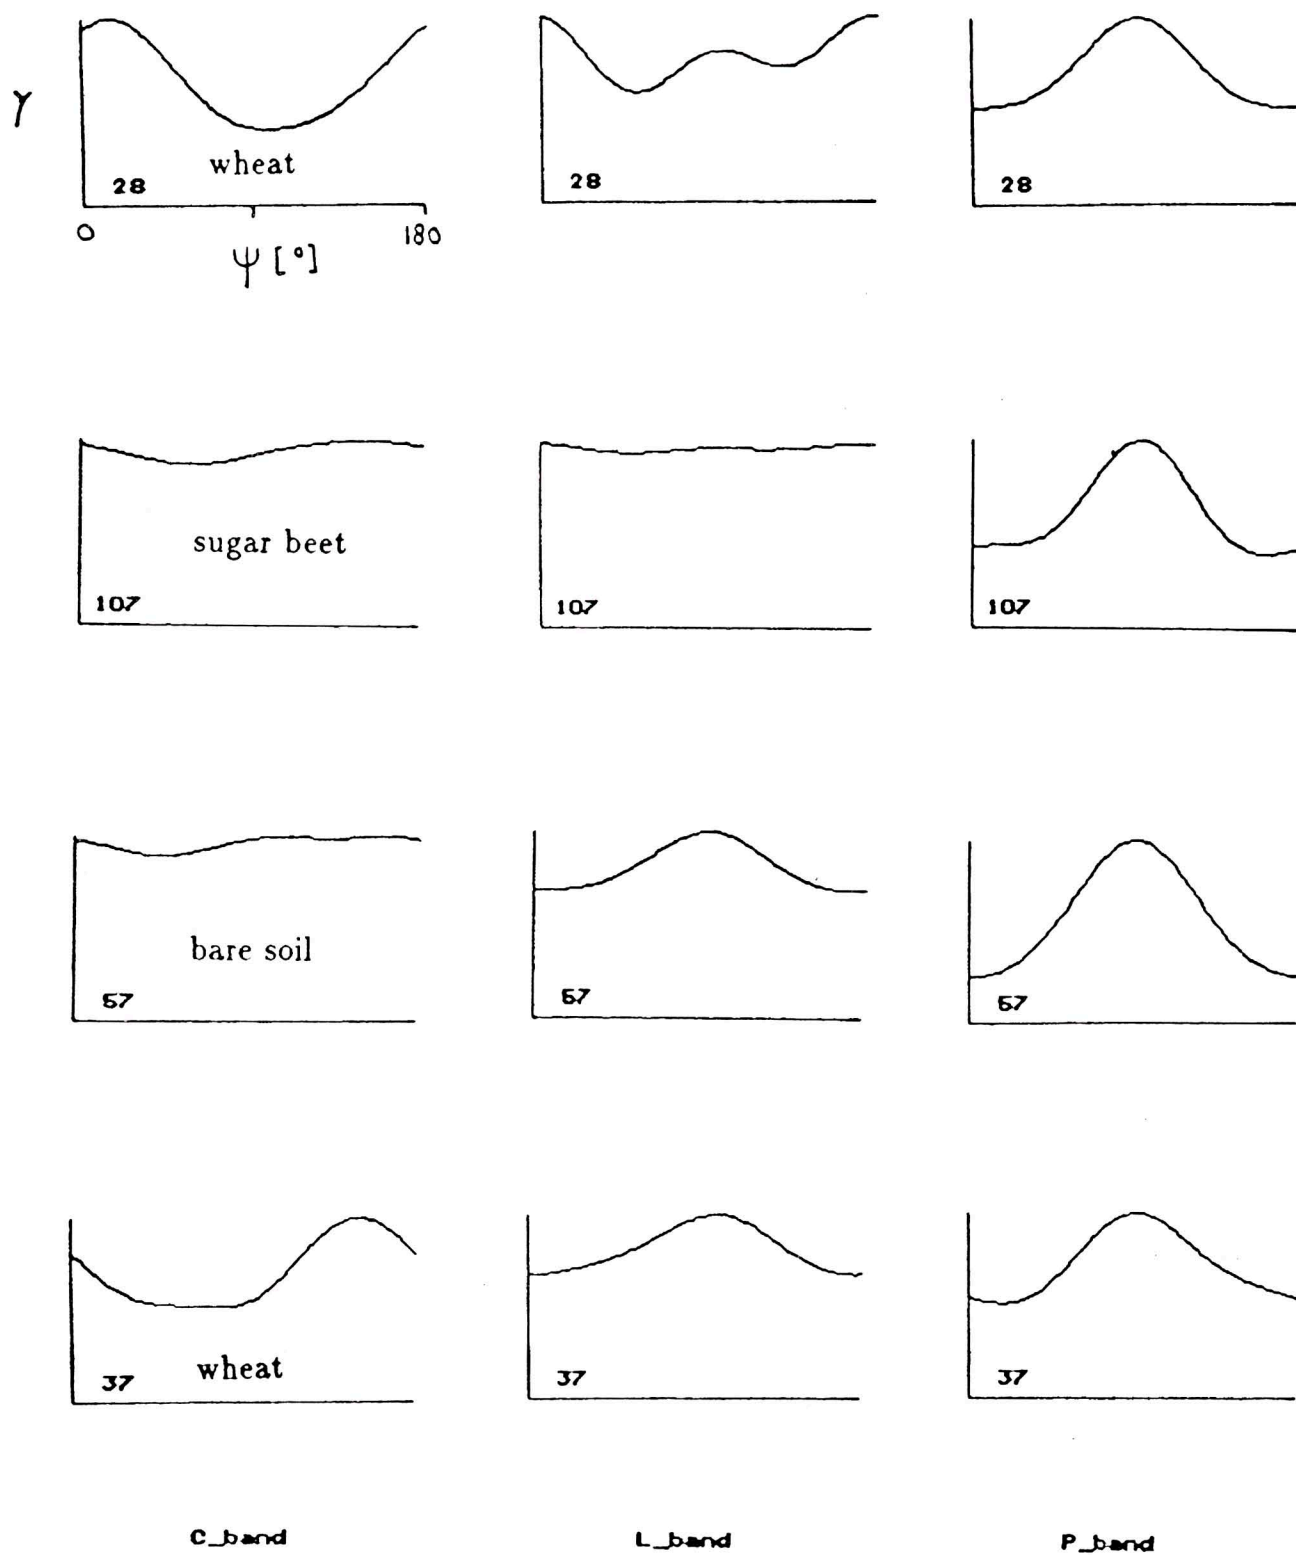 γ
wheat
28
28
28
0
180
ψ [°]
sugar beet
107
107
107
bare soil
57
57
57
wheat
37
37
37
C_band
L_band
P_band